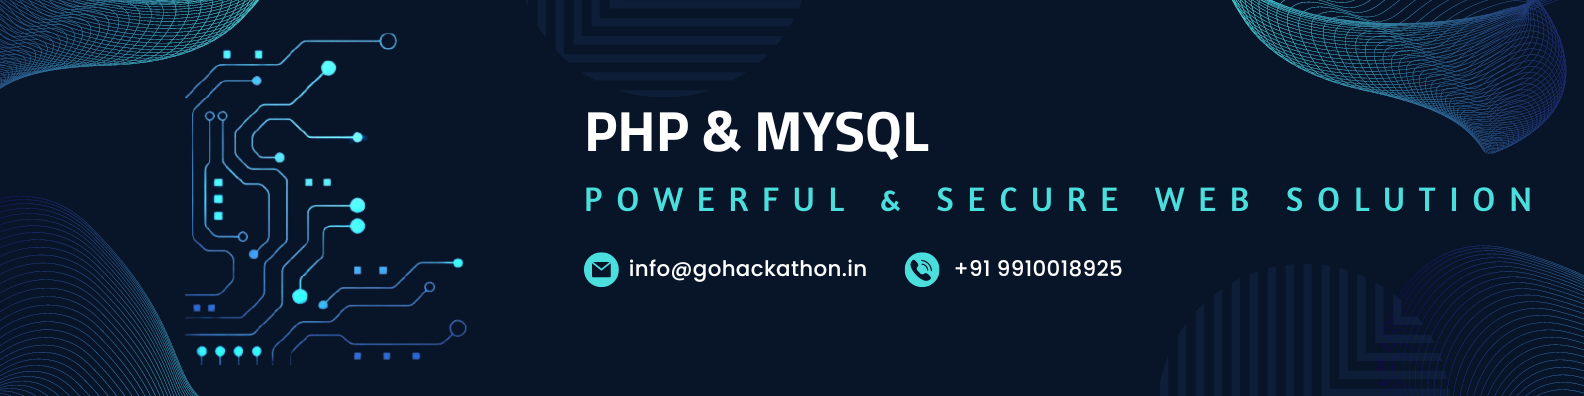 PHP & MYSQL
POWERFUL & SECURE WEB SOLUTION
info@gohackathon.in +91 9910018925